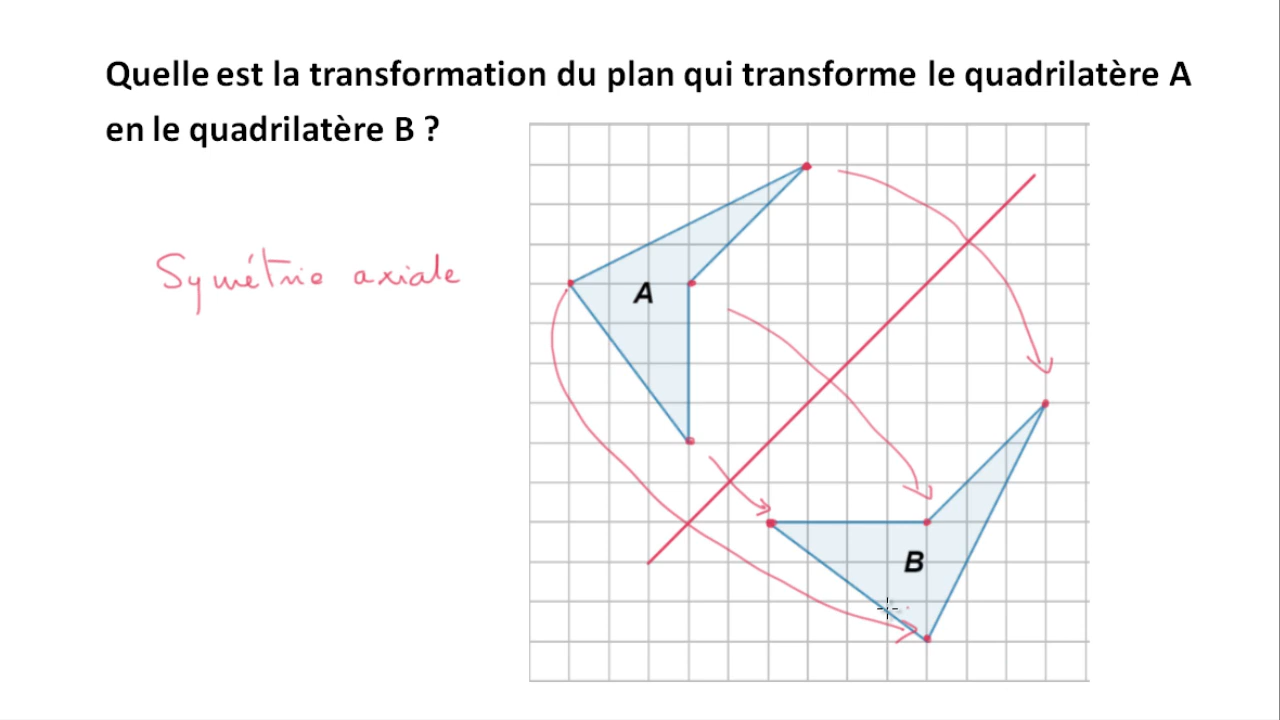 Quelle est la transformation du plan qui transforme le quadrilatère A
en le quadrilatère B ?
Symétrie axiale
A
B